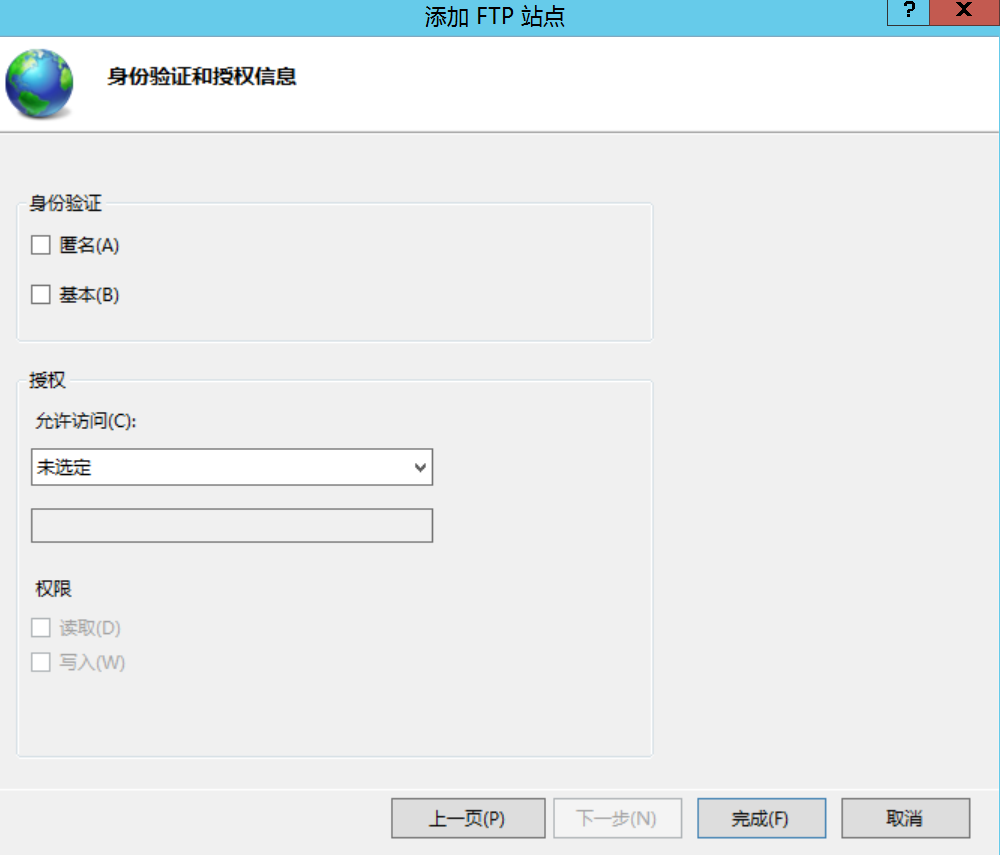 添加 FTP 站点
?
X
身份验证和授权信息
身份验证
匿名(A)
基本(B)
授权
允许访问(C):
未选定
权限
读取(D)
写入(W)
上一页(P) 下一步(N) 完成(F) 取消